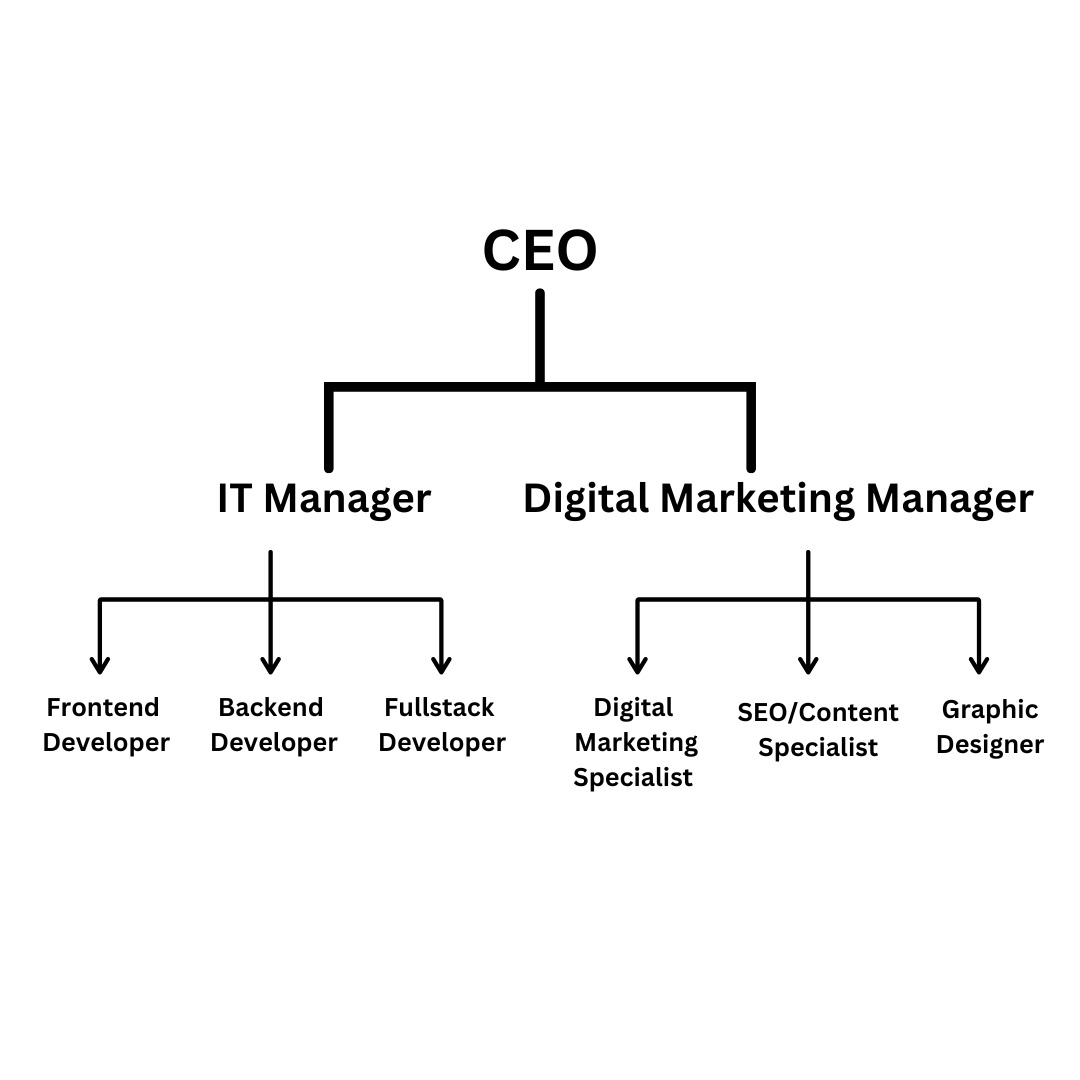 CEO
IT Manager
Digital Marketing Manager
Frontend
Developer
Backend
Developer
Fullstack
Developer
Digital
Marketing
Specialist
SEO/Content
Specialist
Graphic
Designer